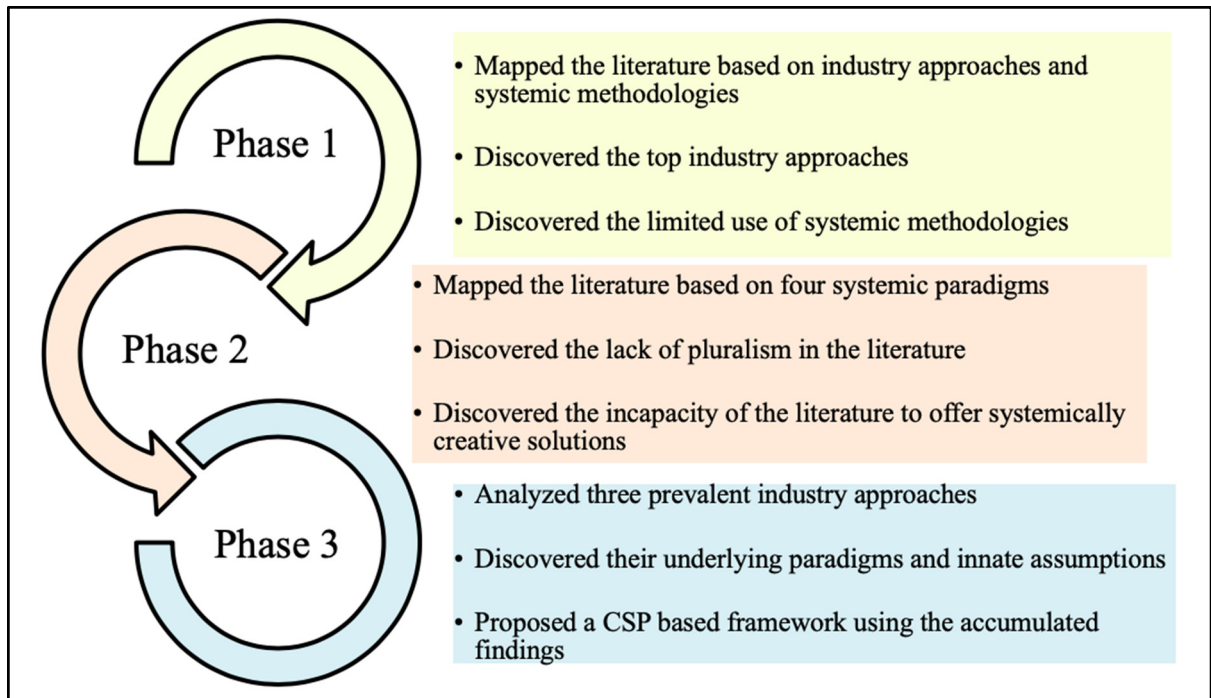 Phase 1
• Mapped the literature based on industry approaches and
systemic methodologies
• Discovered the top industry approaches
• Discovered the limited use of systemic methodologies
Phase 2
• Mapped the literature based on four systemic paradigms
• Discovered the lack of pluralism in the literature
• Discovered the incapacity of the literature to offer systemically
creative solutions
Phase 3
• Analyzed three prevalent industry approaches
• Discovered their underlying paradigms and innate assumptions
• Proposed a CSP based framework using the accumulated
findings